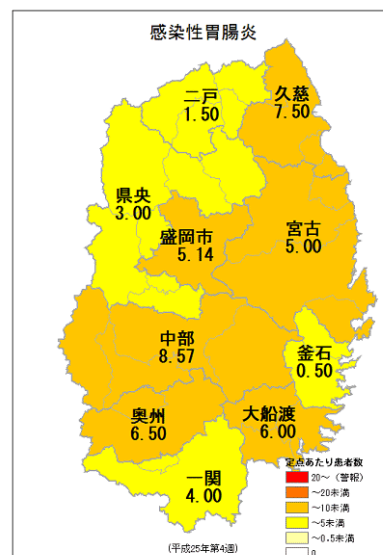 感染性胃腸炎
二戸
1.50
久慈
7.50
県央
3.00
盛岡市
5.14
宮古
5.00
中部
8.57
釜石
0.50
奥州
6.50
大船渡
6.00
一関
4.00
定点あたり患者数
20～（警報）
～20未満
～10未満
～5未満
～0.5未満
0
(平成25年第4週)